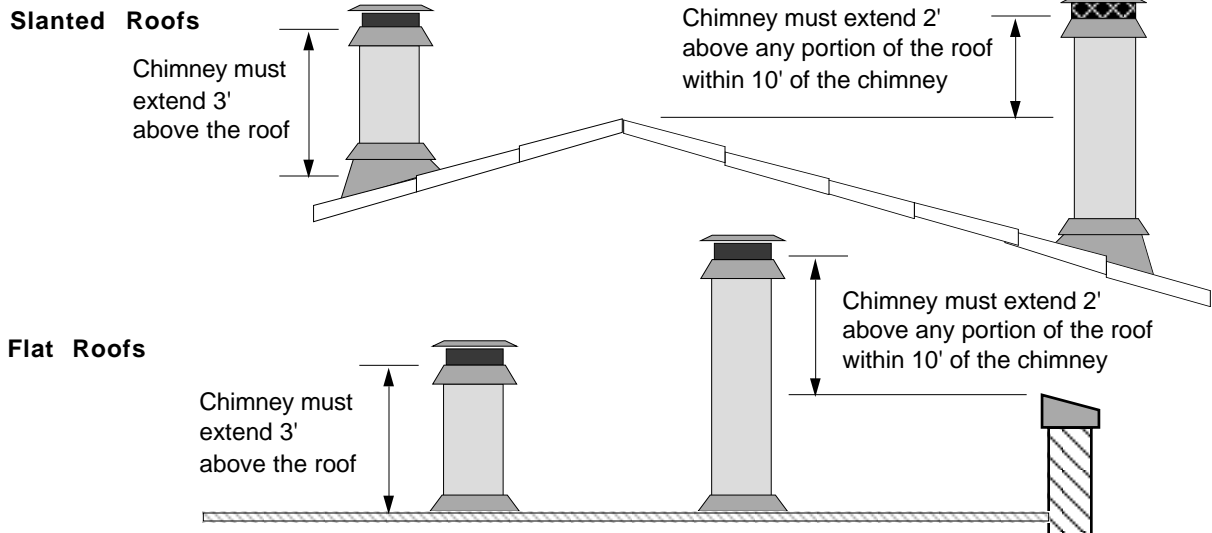 Slanted Roofs
Chimney must
extend 3'
above the roof
Chimney must extend 2'
above any portion of the roof
within 10' of the chimney
Flat Roofs
Chimney must
extend 3'
above the roof
Chimney must extend 2'
above any portion of the roof
within 10' of the chimney